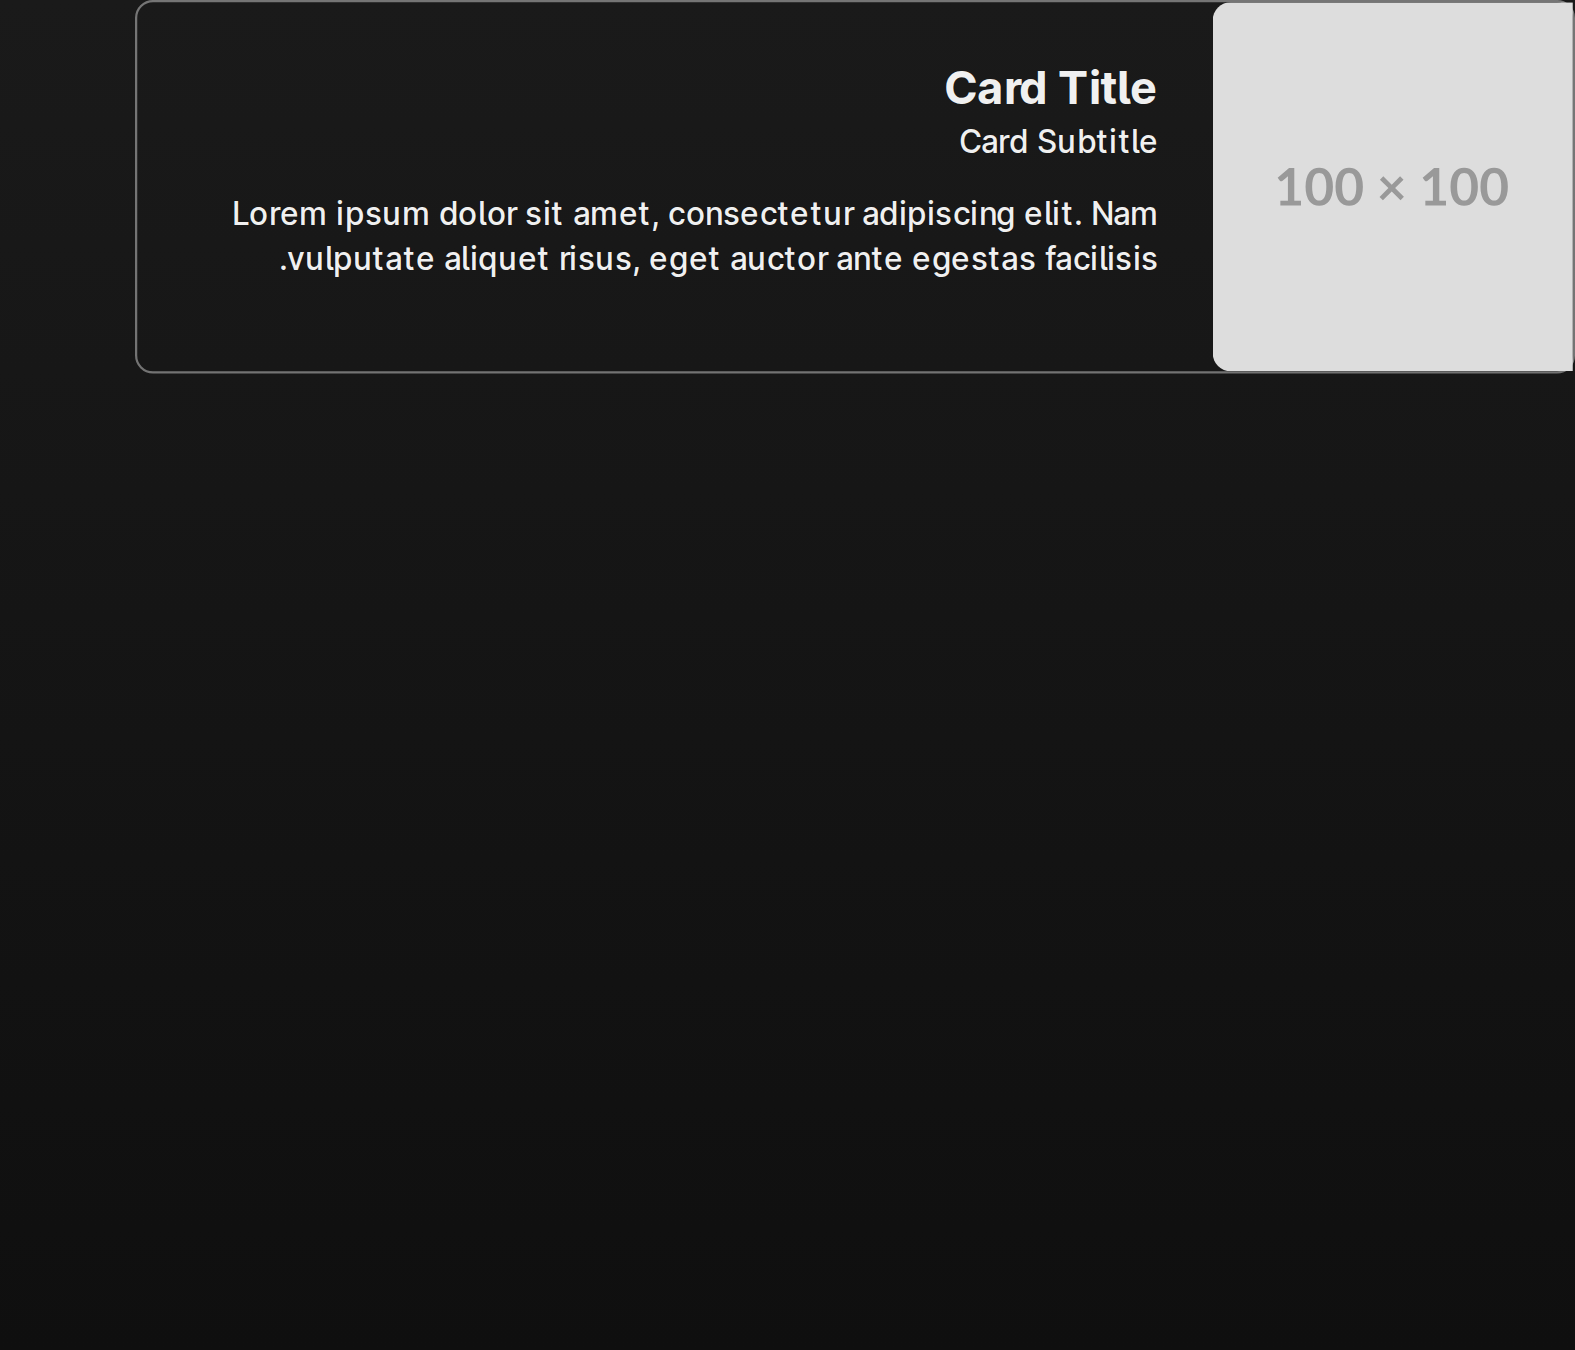 Card Title
Card Subtitle
Lorem ipsum dolor sit amet, consectetur adipiscing elit. Nam
.vulputate aliquet risus, eget auctor ante egestas facilisis
100 × 100